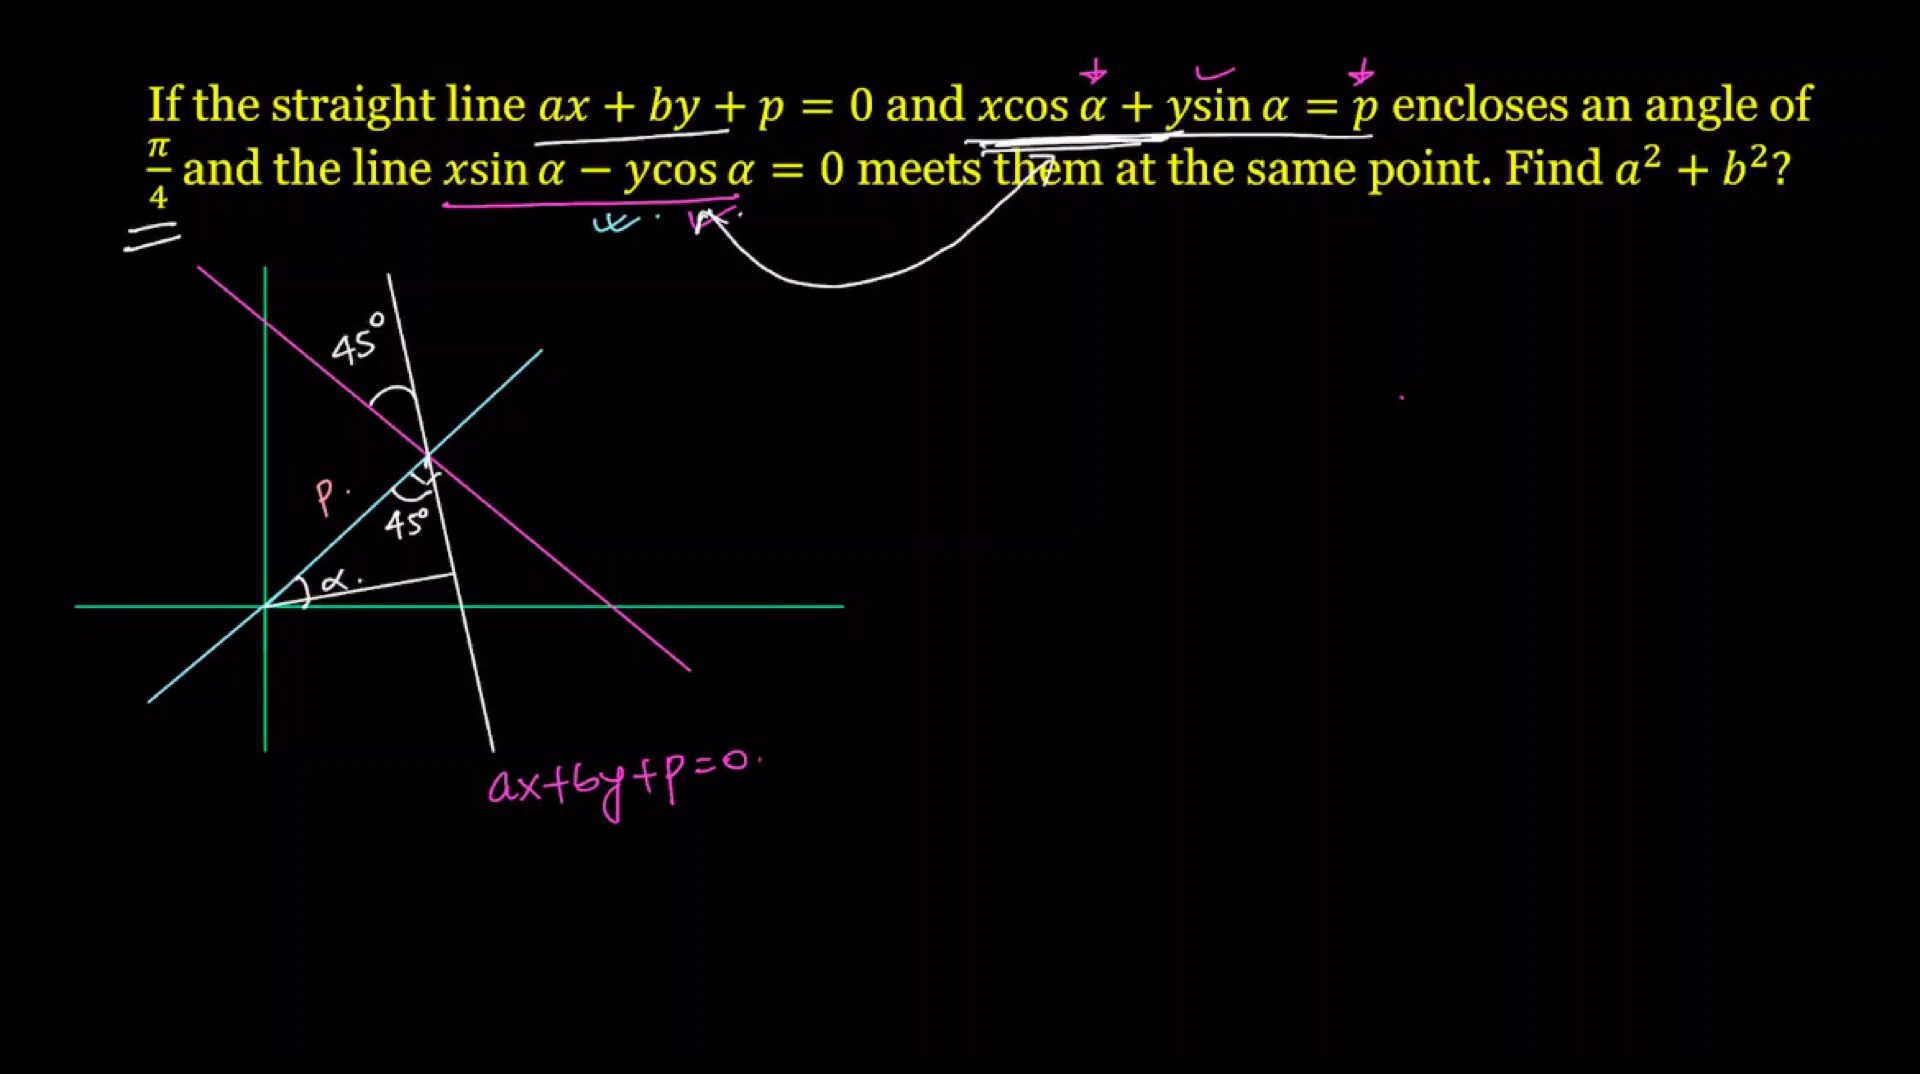 If the straight line ax + by + p = 0 and xcos α + ysin α = p encloses an angle of
π/4 and the line xsin α − ycos α = 0 meets them at the same point. Find a² + b²?
45°
p.
45°
α.
ax+by+p=0.